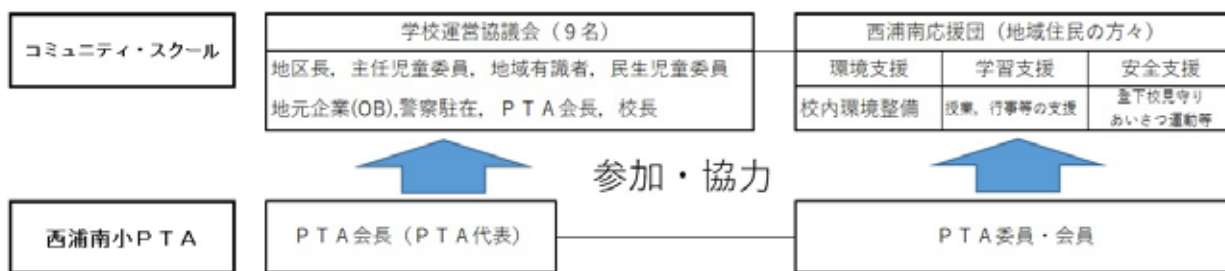 コミュニティ・スクール
学校運営協議会（９名）
地区長，主任児童委員，地域有識者，民生児童委員
地元企業(OB),警察駐在，ＰＴＡ会長，校長
西浦南応援団（地域住民の方々）
環境支援 学習支援 安全支援
校内環境整備 授業，行事等の支援 登下校見守り
あいさつ運動等
参加・協力
西浦南小ＰＴＡ
ＰＴＡ会長（ＰＴＡ代表）
ＰＴＡ委員・会員